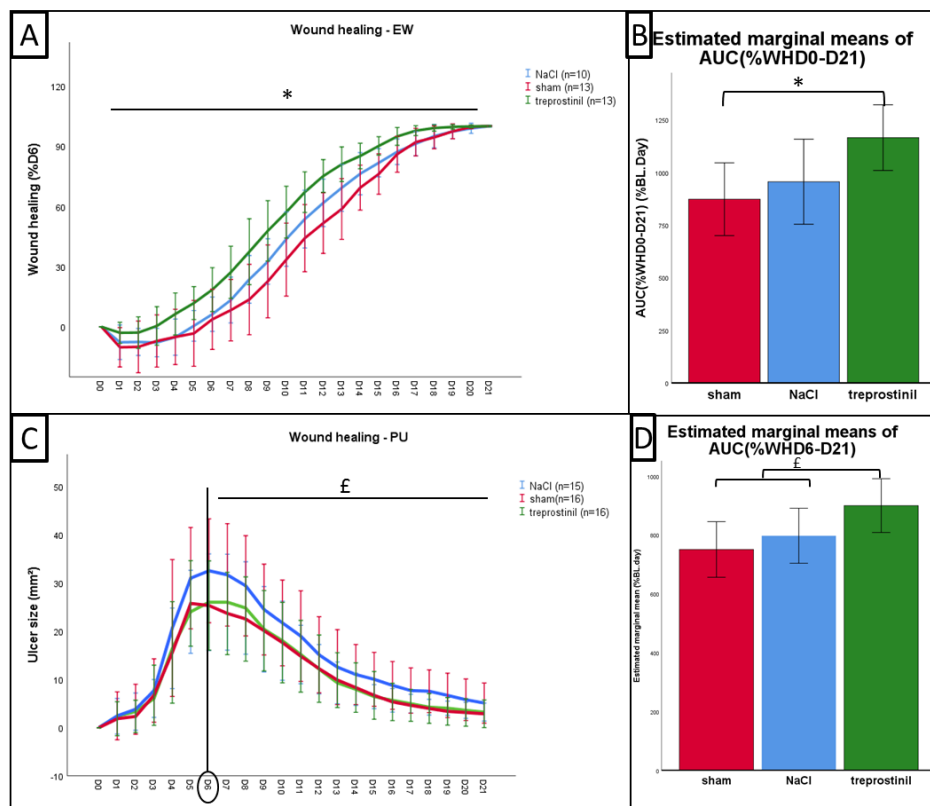 A
Wound healing - EW
NaCl (n=10)
sham (n=13)
treprostinil (n=13)
*
Wound healing (%D6)
120
90
60
30
0
D0 D1 D2 D3 D4 D5 D6 D7 D8 D9 D10 D11 D12 D13 D14 D15 D16 D17 D18 D19 D20 D21
B
Estimated marginal means of
AUC(%WHD0-D21)
*
AUC(%WHD0-D21) (%BL.Day)
1250
1000
750
500
250
0
sham NaCl treprostinil
C
Wound healing - PU
NaCl (n=15)
sham(n=16)
treprostinil (n=16)
£
Ulcer size (mm²)
50
40
30
20
10
0
-10
D0 D1 D2 D3 D4 D5 D6 D7 D8 D9 D10 D11 D12 D13 D14 D15 D16 D17 D18 D19 D20 D21
D
Estimated marginal means of
AUC(%WHD6-D21)
£
Estimated marginal mean (%BL.day)
1000
800
600
400
200
0
sham NaCl treprostinil